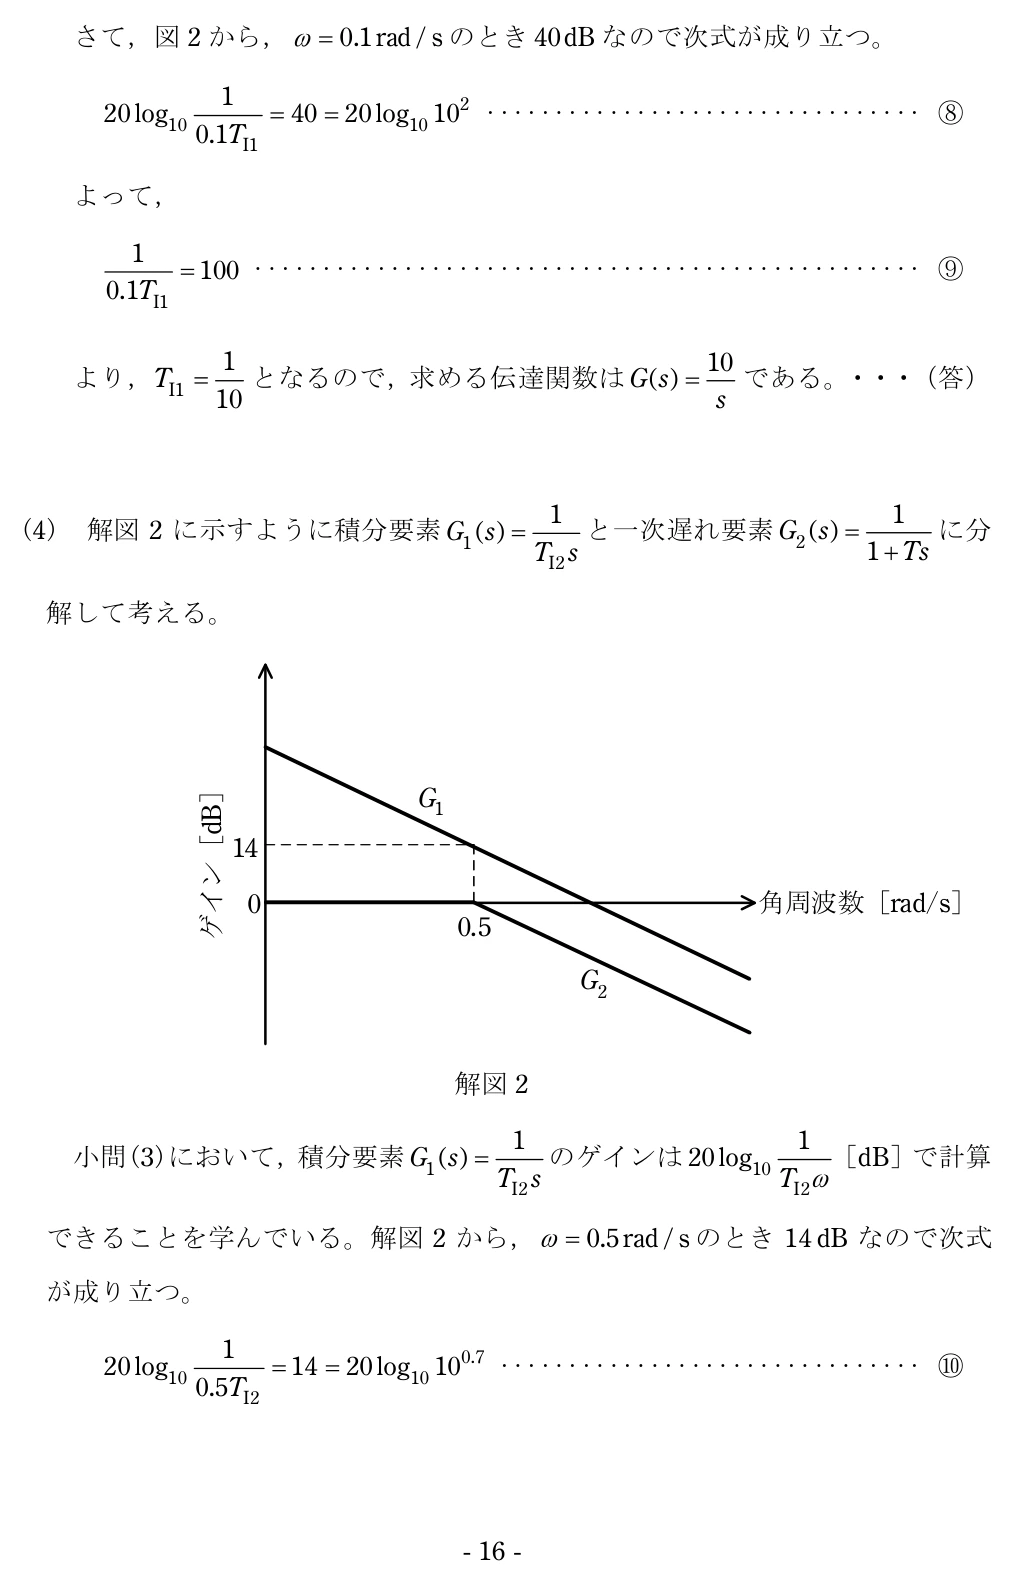 さて，図 2 から， ω = 0.1 rad / s のとき 40 dB なので次式が成り立つ。
20 log₁₀ 1/(0.1T_I1) = 40 = 20 log₁₀ 10² ······························· ⑧
よって，
1/(0.1T_I1) = 100 ················································· ⑨
より， T_I1 = 1/10 となるので，求める伝達関数は G(s) = 10/s である。・・・（答）
(4)　解図 2 に示すように積分要素 G₁(s) = 1/(T_I2 s) と一次遅れ要素 G₂(s) = 1/(1 + Ts) に分
解して考える。
G₁
ゲイン［dB］
14
0
角周波数［rad/s］
0.5
G₂
解図 2
小問(3)において，積分要素 G₁(s) = 1/(T_I2 s) のゲインは 20 log₁₀ 1/(T_I2 ω)［dB］で計算
できることを学んでいる。解図 2 から， ω = 0.5 rad / s のとき 14 dB なので次式
が成り立つ。
20 log₁₀ 1/(0.5T_I2) = 14 = 20 log₁₀ 10^0.7 ······························· ⑩
- 16 -